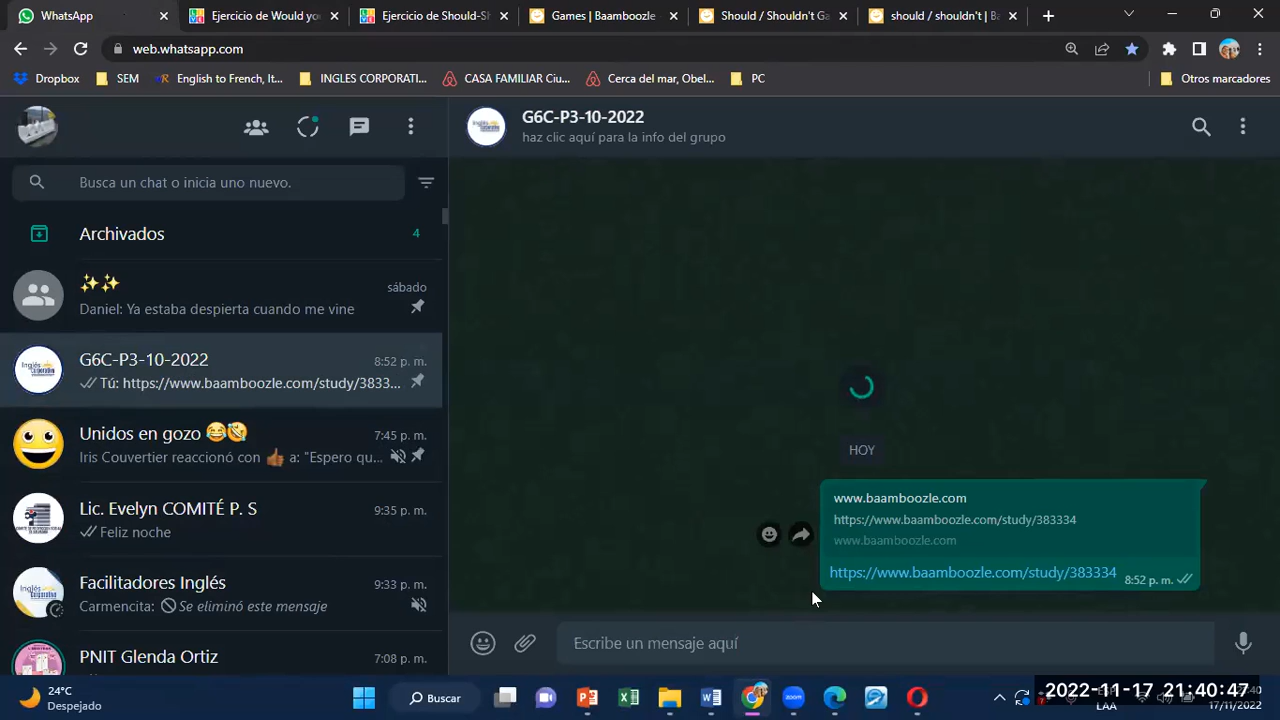 WhatsApp
Ejercicio de Would yo
Ejercicio de Should-S
Games | Baamboozle
Should / Shouldn't Ga
should / shouldn't | B
web.whatsapp.com
Dropbox
SEM
English to French, It...
INGLES CORPORATI...
CASA FAMILIAR Ciu...
Cerca del mar, Obel...
PC
Otros marcadores
G6C-P3-10-2022
haz clic aquí para la info del grupo
Busca un chat o inicia uno nuevo.
Archivados
4
✨✨
sábado
Daniel: Ya estaba despierta cuando me vine
G6C-P3-10-2022
8:52 p. m.
Tú: https://www.baamboozle.com/study/3833...
Unidos en gozo 😂🤣
7:45 p. m.
Iris Couvertier reaccionó con 👍🏾 a: "Espero qu...
Lic. Evelyn COMITÉ P. S
9:35 p. m.
Feliz noche
Facilitadores Inglés
9:33 p. m.
Carmencita: Se eliminó este mensaje
PNIT Glenda Ortiz
7:08 p. m.
HOY
www.baamboozle.com
https://www.baamboozle.com/study/383334
www.baamboozle.com
https://www.baamboozle.com/study/383334
8:52 p. m.
Escribe un mensaje aquí
24°C
Despejado
Buscar
LAA
2022-11-17 21:40:47
17/11/2022